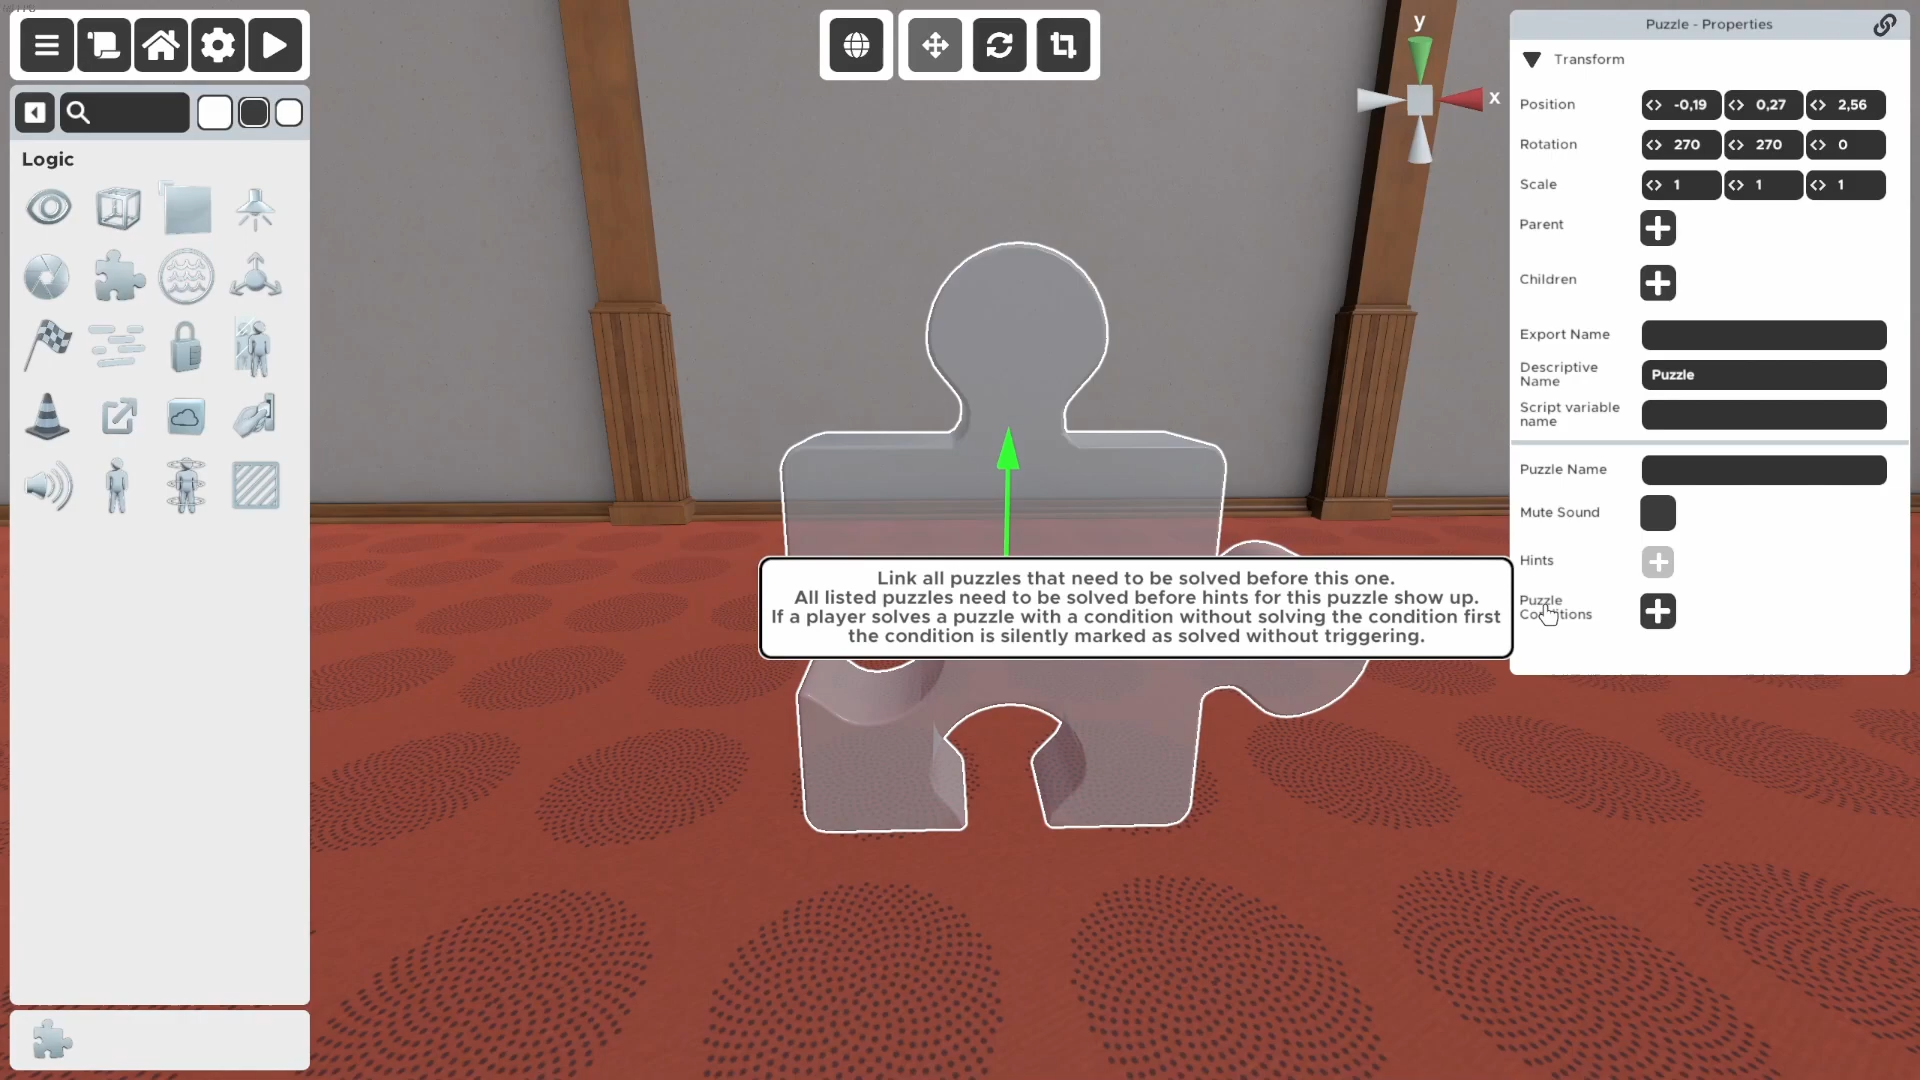 Puzzle - Properties
Transform
Position -0,19 0,27 2,56
Rotation 270 270 0
Scale 1 1 1
Parent
Children
Export Name
Descriptive
Name
Puzzle
Script variable
name
Puzzle Name
Mute Sound
Hints
Puzzle
Logic
y
x
Link all puzzles that need to be solved before this one.
All listed puzzles need to be solved before hints for this puzzle show up.
If a player solves a puzzle with a condition without solving the condition first
the condition is silently marked as solved without triggering.